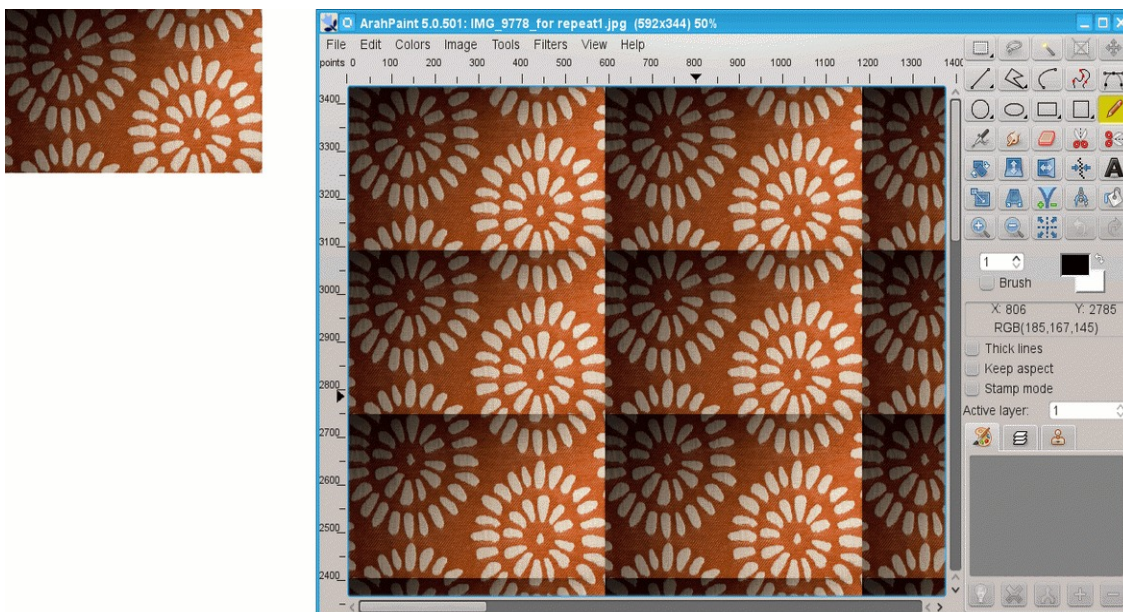 ArahPaint 5.0.501: IMG_9778_for repeat1.jpg (592x344) 50%
File Edit Colors Image Tools Filters View Help
points 0 100 200 300 400 500 600 700 800 900 1000 1100 1200 1300 1400
3400
3300
3200
3100
3000
2900
2800
2700
2600
2500
2400
A
1
Brush
X: 806 Y: 2785
RGB(185,167,145)
Thick lines
Keep aspect
Stamp mode
Active layer: 1